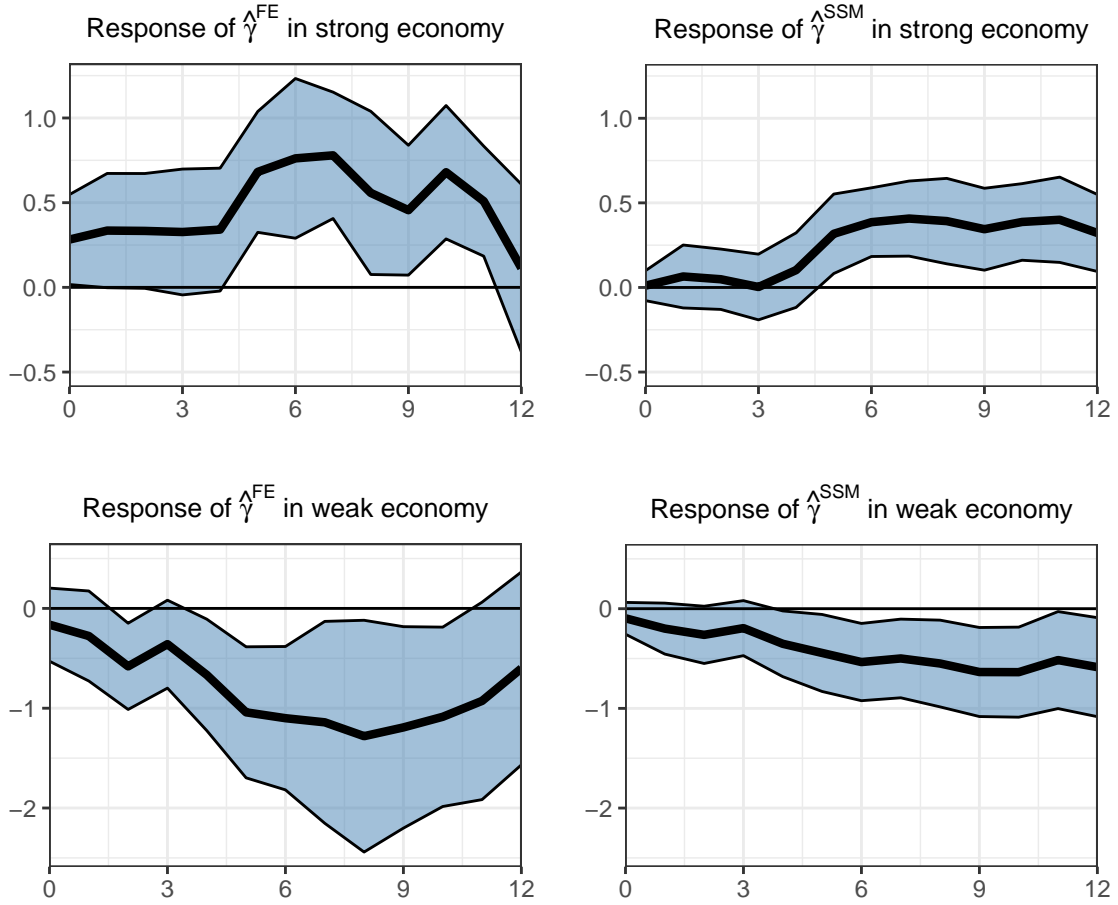 Response of γ̂^FE in strong economy
1.0
0.5
0.0
−0.5
0 3 6 9 12
Response of γ̂^SSM in strong economy
1.0
0.5
0.0
−0.5
0 3 6 9 12
Response of γ̂^FE in weak economy
0
−1
−2
0 3 6 9 12
Response of γ̂^SSM in weak economy
0
−1
−2
0 3 6 9 12